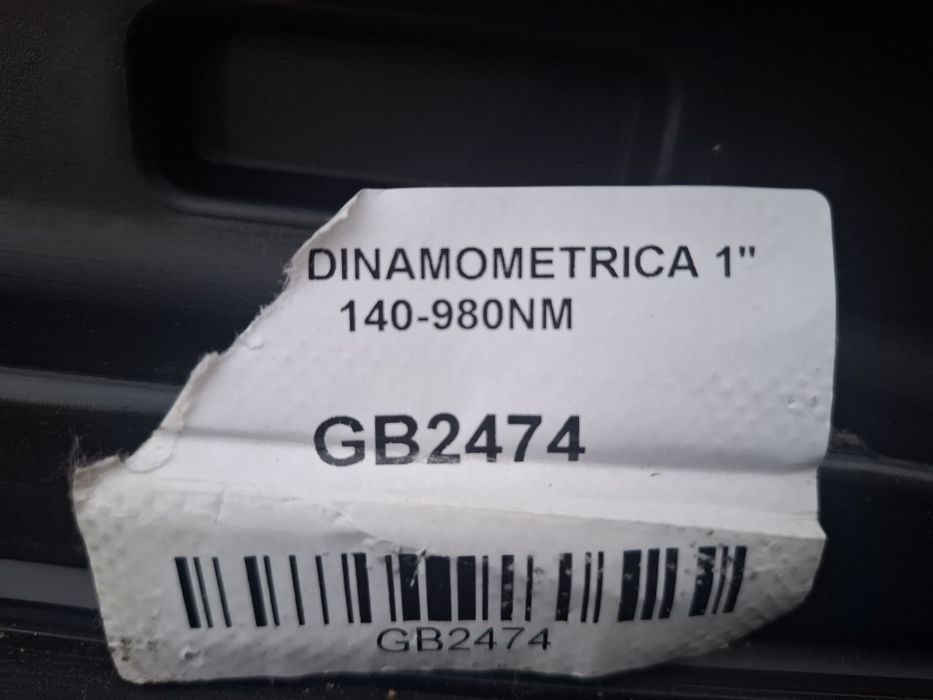 DINAMOMETRICA 1"
140-980NM
GB2474
GB2474